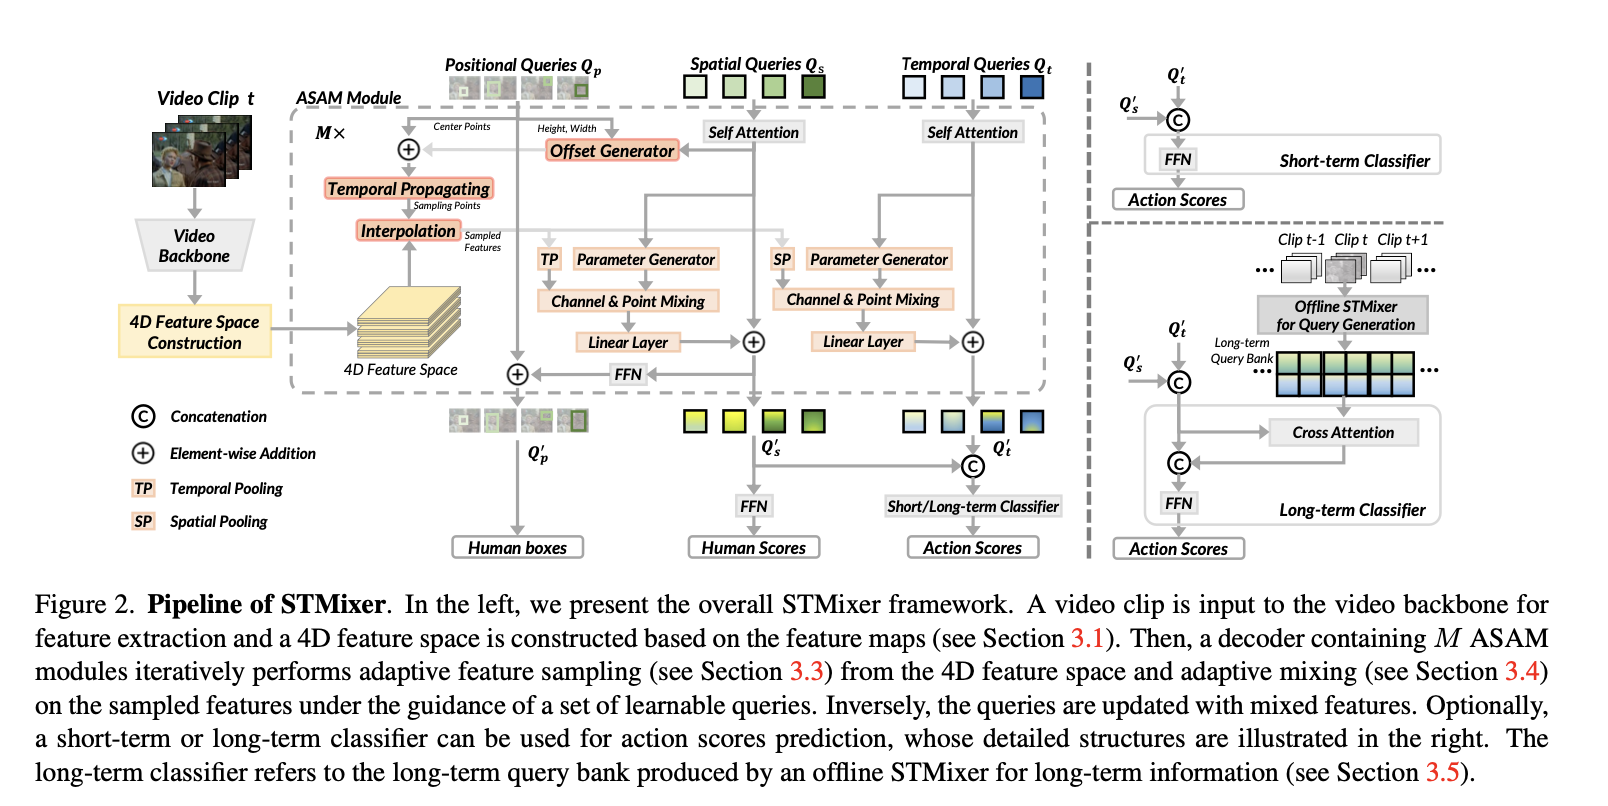 Positional Queries Qp
Spatial Queries Qs
Temporal Queries Qt
Video Clip t
ASAM Module
M×
Center Points
Height, Width
Self Attention
Self Attention
Offset Generator
Temporal Propagating
Sampling Points
Interpolation
Sampled
Features
Video
Backbone
TP
Parameter Generator
SP
Parameter Generator
Channel & Point Mixing
Channel & Point Mixing
4D Feature Space
Construction
Linear Layer
Linear Layer
4D Feature Space
FFN
C Concatenation
+ Element-wise Addition
TP Temporal Pooling
SP Spatial Pooling
Q′p
Q′s
Q′t
C
FFN
Short/Long-term Classifier
Human boxes
Human Scores
Action Scores
Q′t
Q′s
C
FFN
Short-term Classifier
Action Scores
Clip t-1 Clip t Clip t+1
... ...
Offline STMixer
for Query Generation
Q′t
Long-term
Query Bank
... ...
Q′s
C
Cross Attention
C
FFN
Long-term Classifier
Action Scores
Figure 2. Pipeline of STMixer. In the left, we present the overall STMixer framework. A video clip is input to the video backbone for
feature extraction and a 4D feature space is constructed based on the feature maps (see Section 3.1). Then, a decoder containing M ASAM
modules iteratively performs adaptive feature sampling (see Section 3.3) from the 4D feature space and adaptive mixing (see Section 3.4)
on the sampled features under the guidance of a set of learnable queries. Inversely, the queries are updated with mixed features. Optionally,
a short-term or long-term classifier can be used for action scores prediction, whose detailed structures are illustrated in the right. The
long-term classifier refers to the long-term query bank produced by an offline STMixer for long-term information (see Section 3.5).